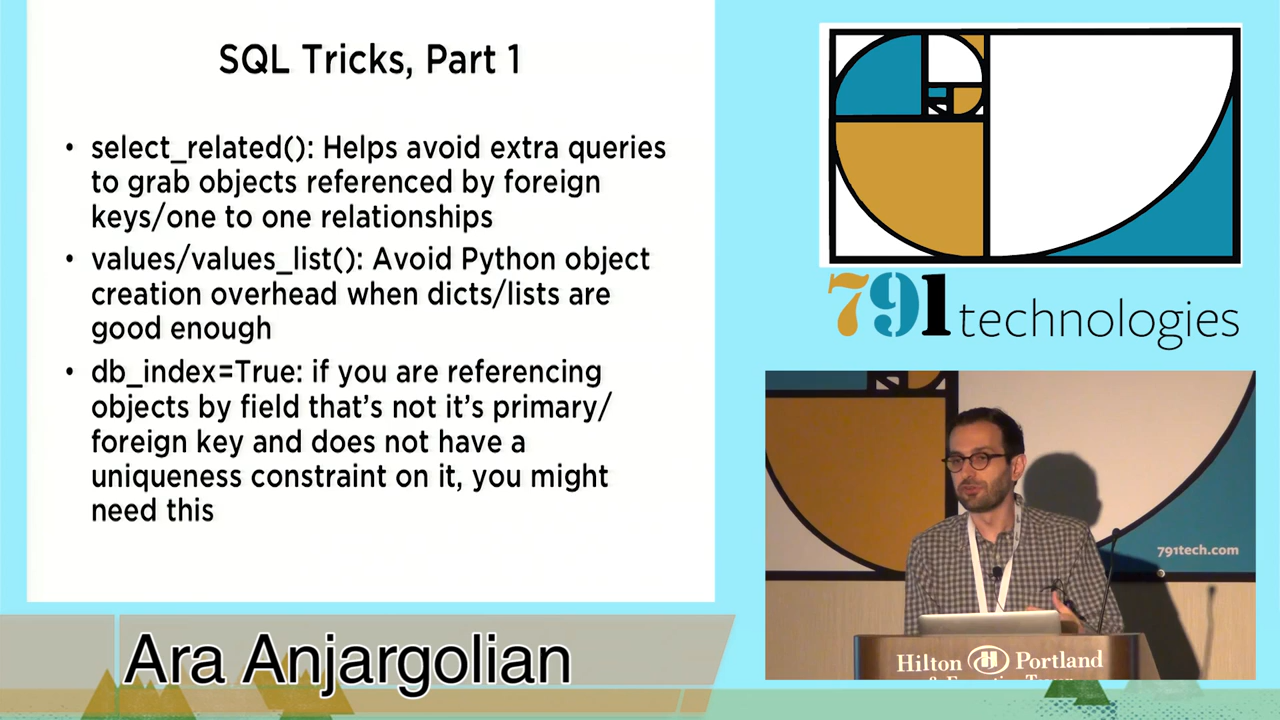 SQL Tricks, Part 1
• select_related(): Helps avoid extra queries
to grab objects referenced by foreign
keys/one to one relationships
• values/values_list(): Avoid Python object
creation overhead when dicts/lists are
good enough
• db_index=True: if you are referencing
objects by field that's not it's primary/
foreign key and does not have a
uniqueness constraint on it, you might
need this
791 technologies
791tech.com
Hilton H Portland
Ara Anjargolian